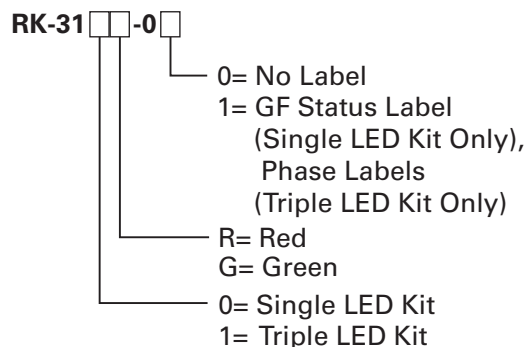 RK-31□□-0□
0= No Label
1= GF Status Label
(Single LED Kit Only),
Phase Labels
(Triple LED Kit Only)
R= Red
G= Green
0= Single LED Kit
1= Triple LED Kit